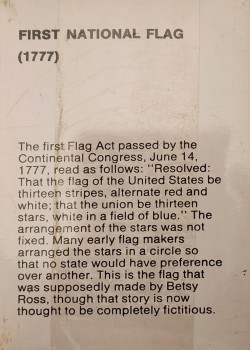 FIRST NATIONAL FLAG
(1777)
The first Flag Act passed by the
Continental Congress, June 14,
1777, read as follows: "Resolved:
That the flag of the United States be
thirteen stripes, alternate red and
white; that the union be thirteen
stars, white in a field of blue." The
arrangement of the stars was not
fixed. Many early flag makers
arranged the stars in a circle so
that no state would have preference
over another. This is the flag that
was supposedly made by Betsy
Ross, though that story is now
thought to be completely fictitious.